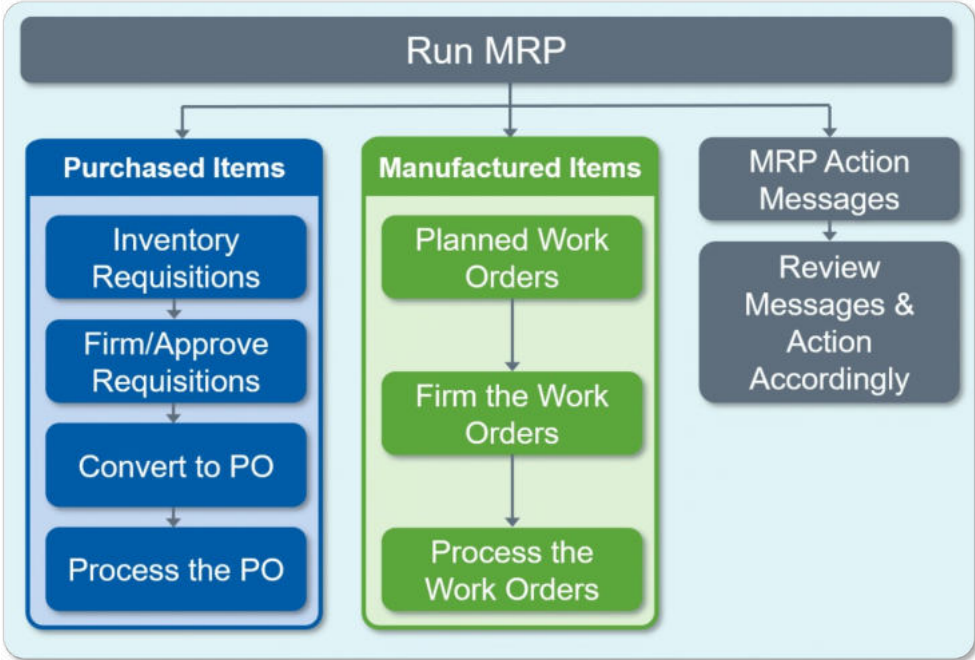 Run MRP
Purchased Items
Inventory
Requisitions
Firm/Approve
Requisitions
Convert to PO
Process the PO
Manufactured Items
Planned Work
Orders
Firm the Work
Orders
Process the
Work Orders
MRP Action
Messages
Review
Messages &
Action
Accordingly